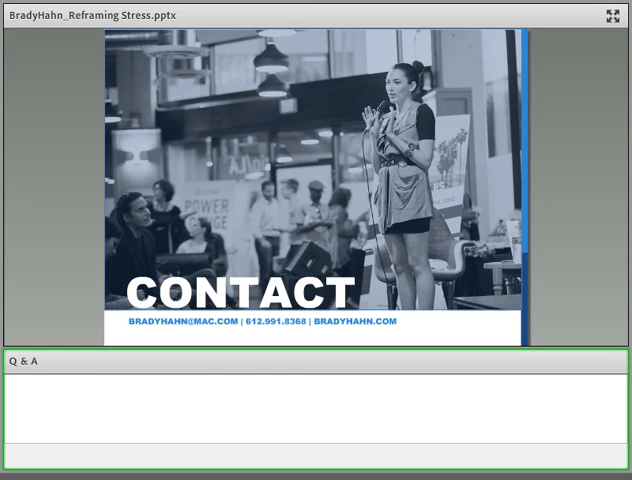 BradyHahn_Reframing Stress.pptx
POWER
CONTACT
BRADYHAHN@MAC.COM | 612.991.8368 | BRADYHAHN.COM
Q & A